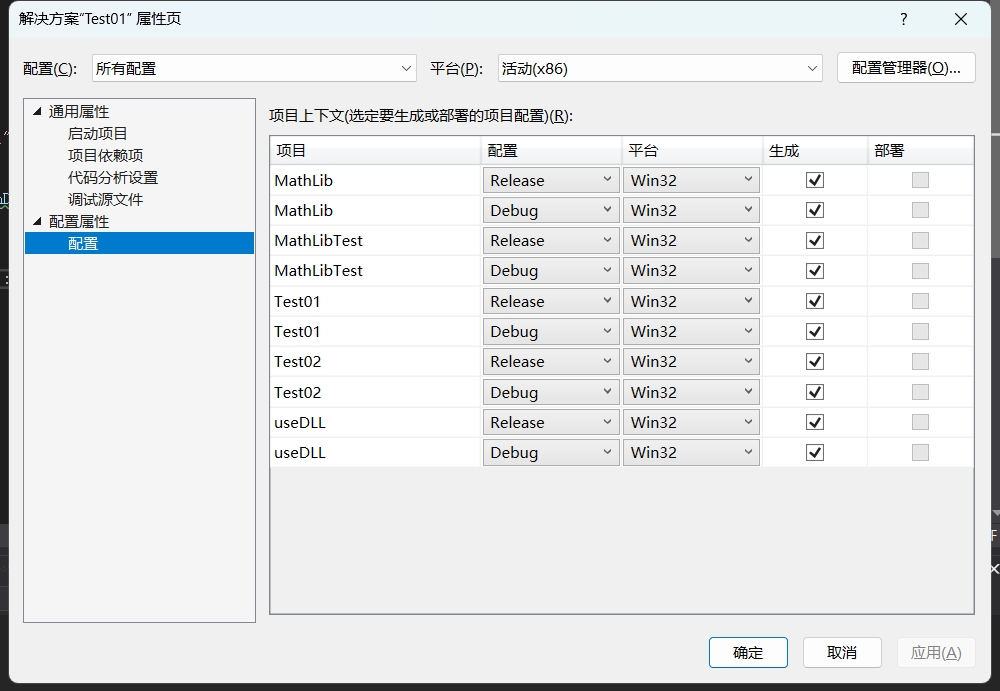 解决方案“Test01” 属性页
?
配置(C): 所有配置 平台(P): 活动(x86) 配置管理器(O)...
通用属性
启动项目
项目依赖项
代码分析设置
调试源文件
配置属性
配置
项目上下文(选定要生成或部署的项目配置)(R):
项目 配置 平台 生成 部署
MathLib Release Win32
MathLib Debug Win32
MathLibTest Release Win32
MathLibTest Debug Win32
Test01 Release Win32
Test01 Debug Win32
Test02 Release Win32
Test02 Debug Win32
useDLL Release Win32
useDLL Debug Win32
确定 取消 应用(A)